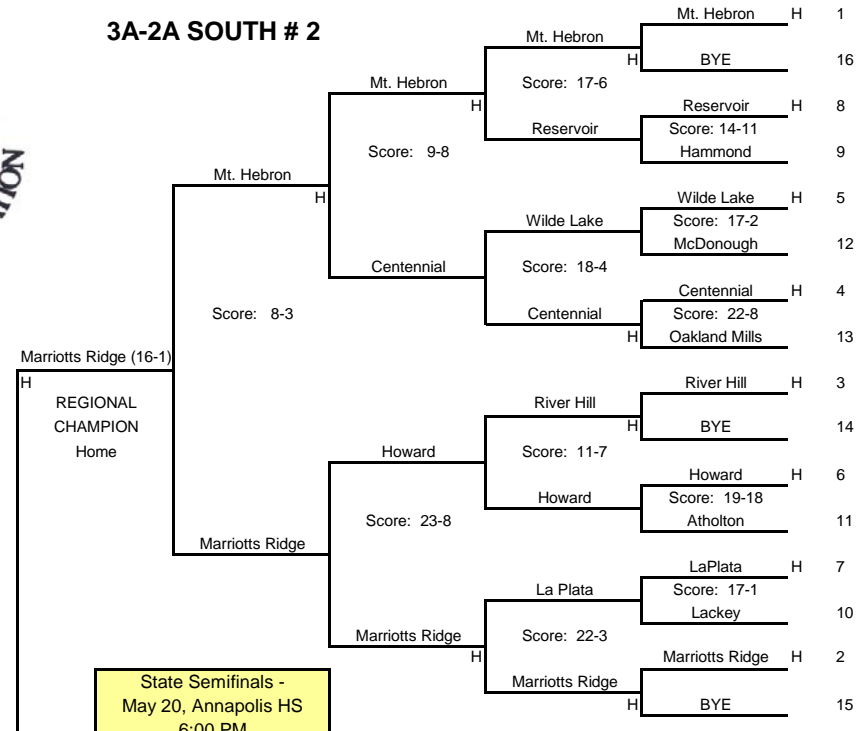 3A-2A SOUTH # 2
Mt. Hebron H 1
Mt. Hebron
H BYE 16
Mt. Hebron Score: 17-6
H Reservoir H 8
Reservoir Score: 14-11
Score: 9-8 Hammond 9
Mt. Hebron
H Wilde Lake H 5
Wilde Lake Score: 17-2
McDonough 12
Centennial Score: 18-4
Centennial H 4
Score: 8-3 Centennial Score: 22-8
H Oakland Mills 13
Marriotts Ridge (16-1)
H River Hill H 3
REGIONAL River Hill
CHAMPION H BYE 14
Home Howard Score: 11-7
Howard H 6
Howard Score: 19-18
Score: 23-8 Atholton 11
Marriotts Ridge
LaPlata H 7
La Plata Score: 17-1
Lackey 10
Marriotts Ridge Score: 22-3
H Marriotts Ridge H 2
State Semifinals - Marriotts Ridge
May 20, Annapolis HS H BYE 15
6:00 PM